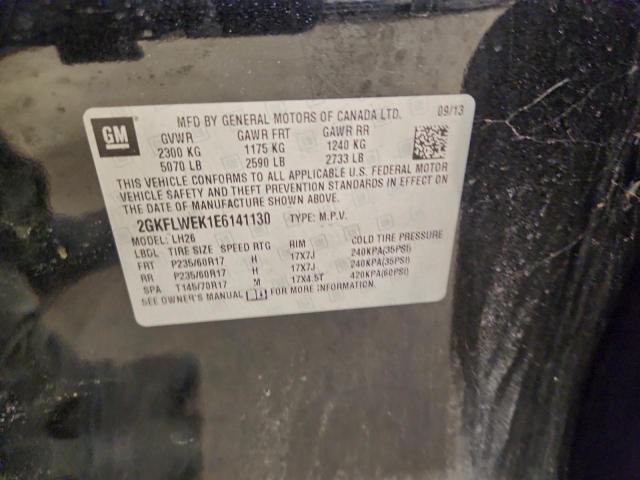 GM
MFD BY GENERAL MOTORS OF CANADA LTD. 09/13
GVWR GAWR FRT GAWR RR
2300 KG 1175 KG 1240 KG
5070 LB 2590 LB 2733 LB
THIS VEHICLE CONFORMS TO ALL APPLICABLE U.S. FEDERAL MOTOR
VEHICLE SAFETY AND THEFT PREVENTION STANDARDS IN EFFECT ON
THE DATE OF MANUFACTURE SHOWN ABOVE.
2GKFLWEK1E6141130 TYPE: M.P.V.
MODEL: LH26
LBGL TIRE SIZE SPEED RTG RIM COLD TIRE PRESSURE
FRT P235/60R17 H 17X7J 240KPA(35PSI)
RR P235/60R17 H 17X7J 240KPA(35PSI)
SPA T145/70R17 M 17X4.5T 420KPA(60PSI)
SEE OWNER'S MANUAL FOR MORE INFORMATION.